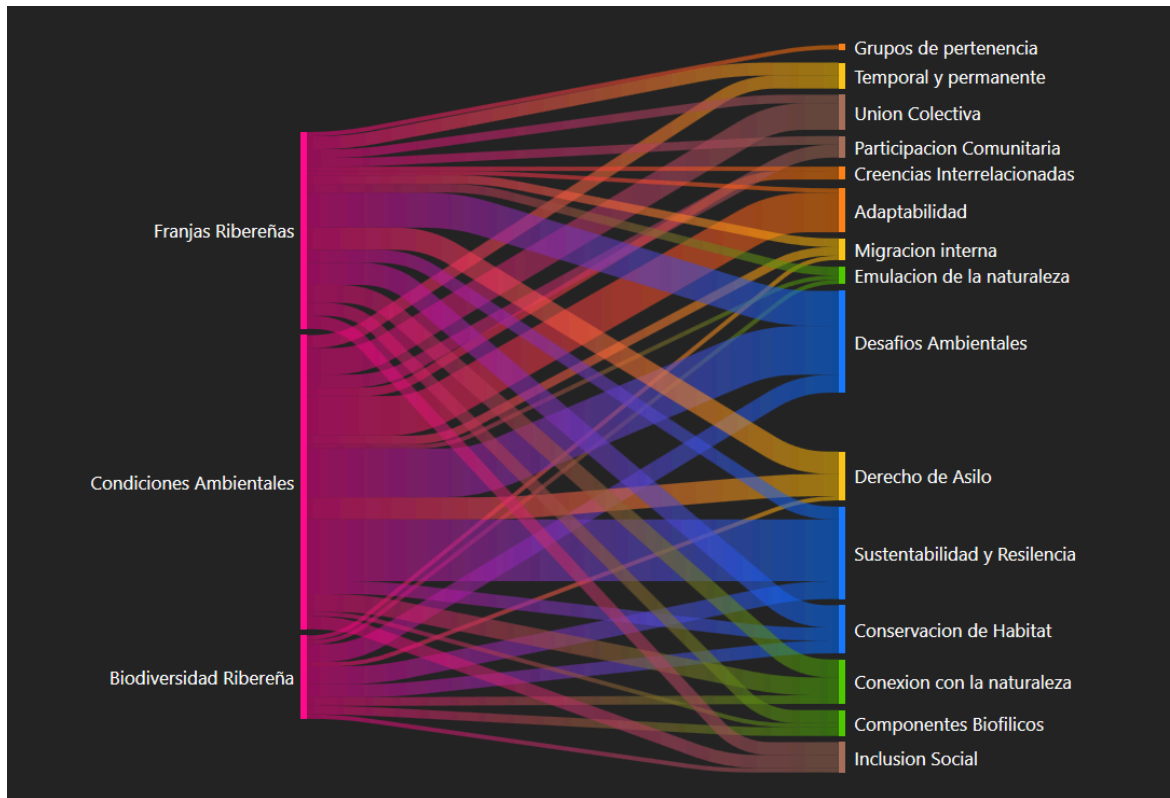 Franjas Ribereñas
Condiciones Ambientales
Biodiversidad Ribereña
Grupos de pertenencia
Temporal y permanente
Union Colectiva
Participacion Comunitaria
Creencias Interrelacionadas
Adaptabilidad
Migracion interna
Emulacion de la naturaleza
Desafios Ambientales
Derecho de Asilo
Sustentabilidad y Resilencia
Conservacion de Habitat
Conexion con la naturaleza
Componentes Biofilicos
Inclusion Social